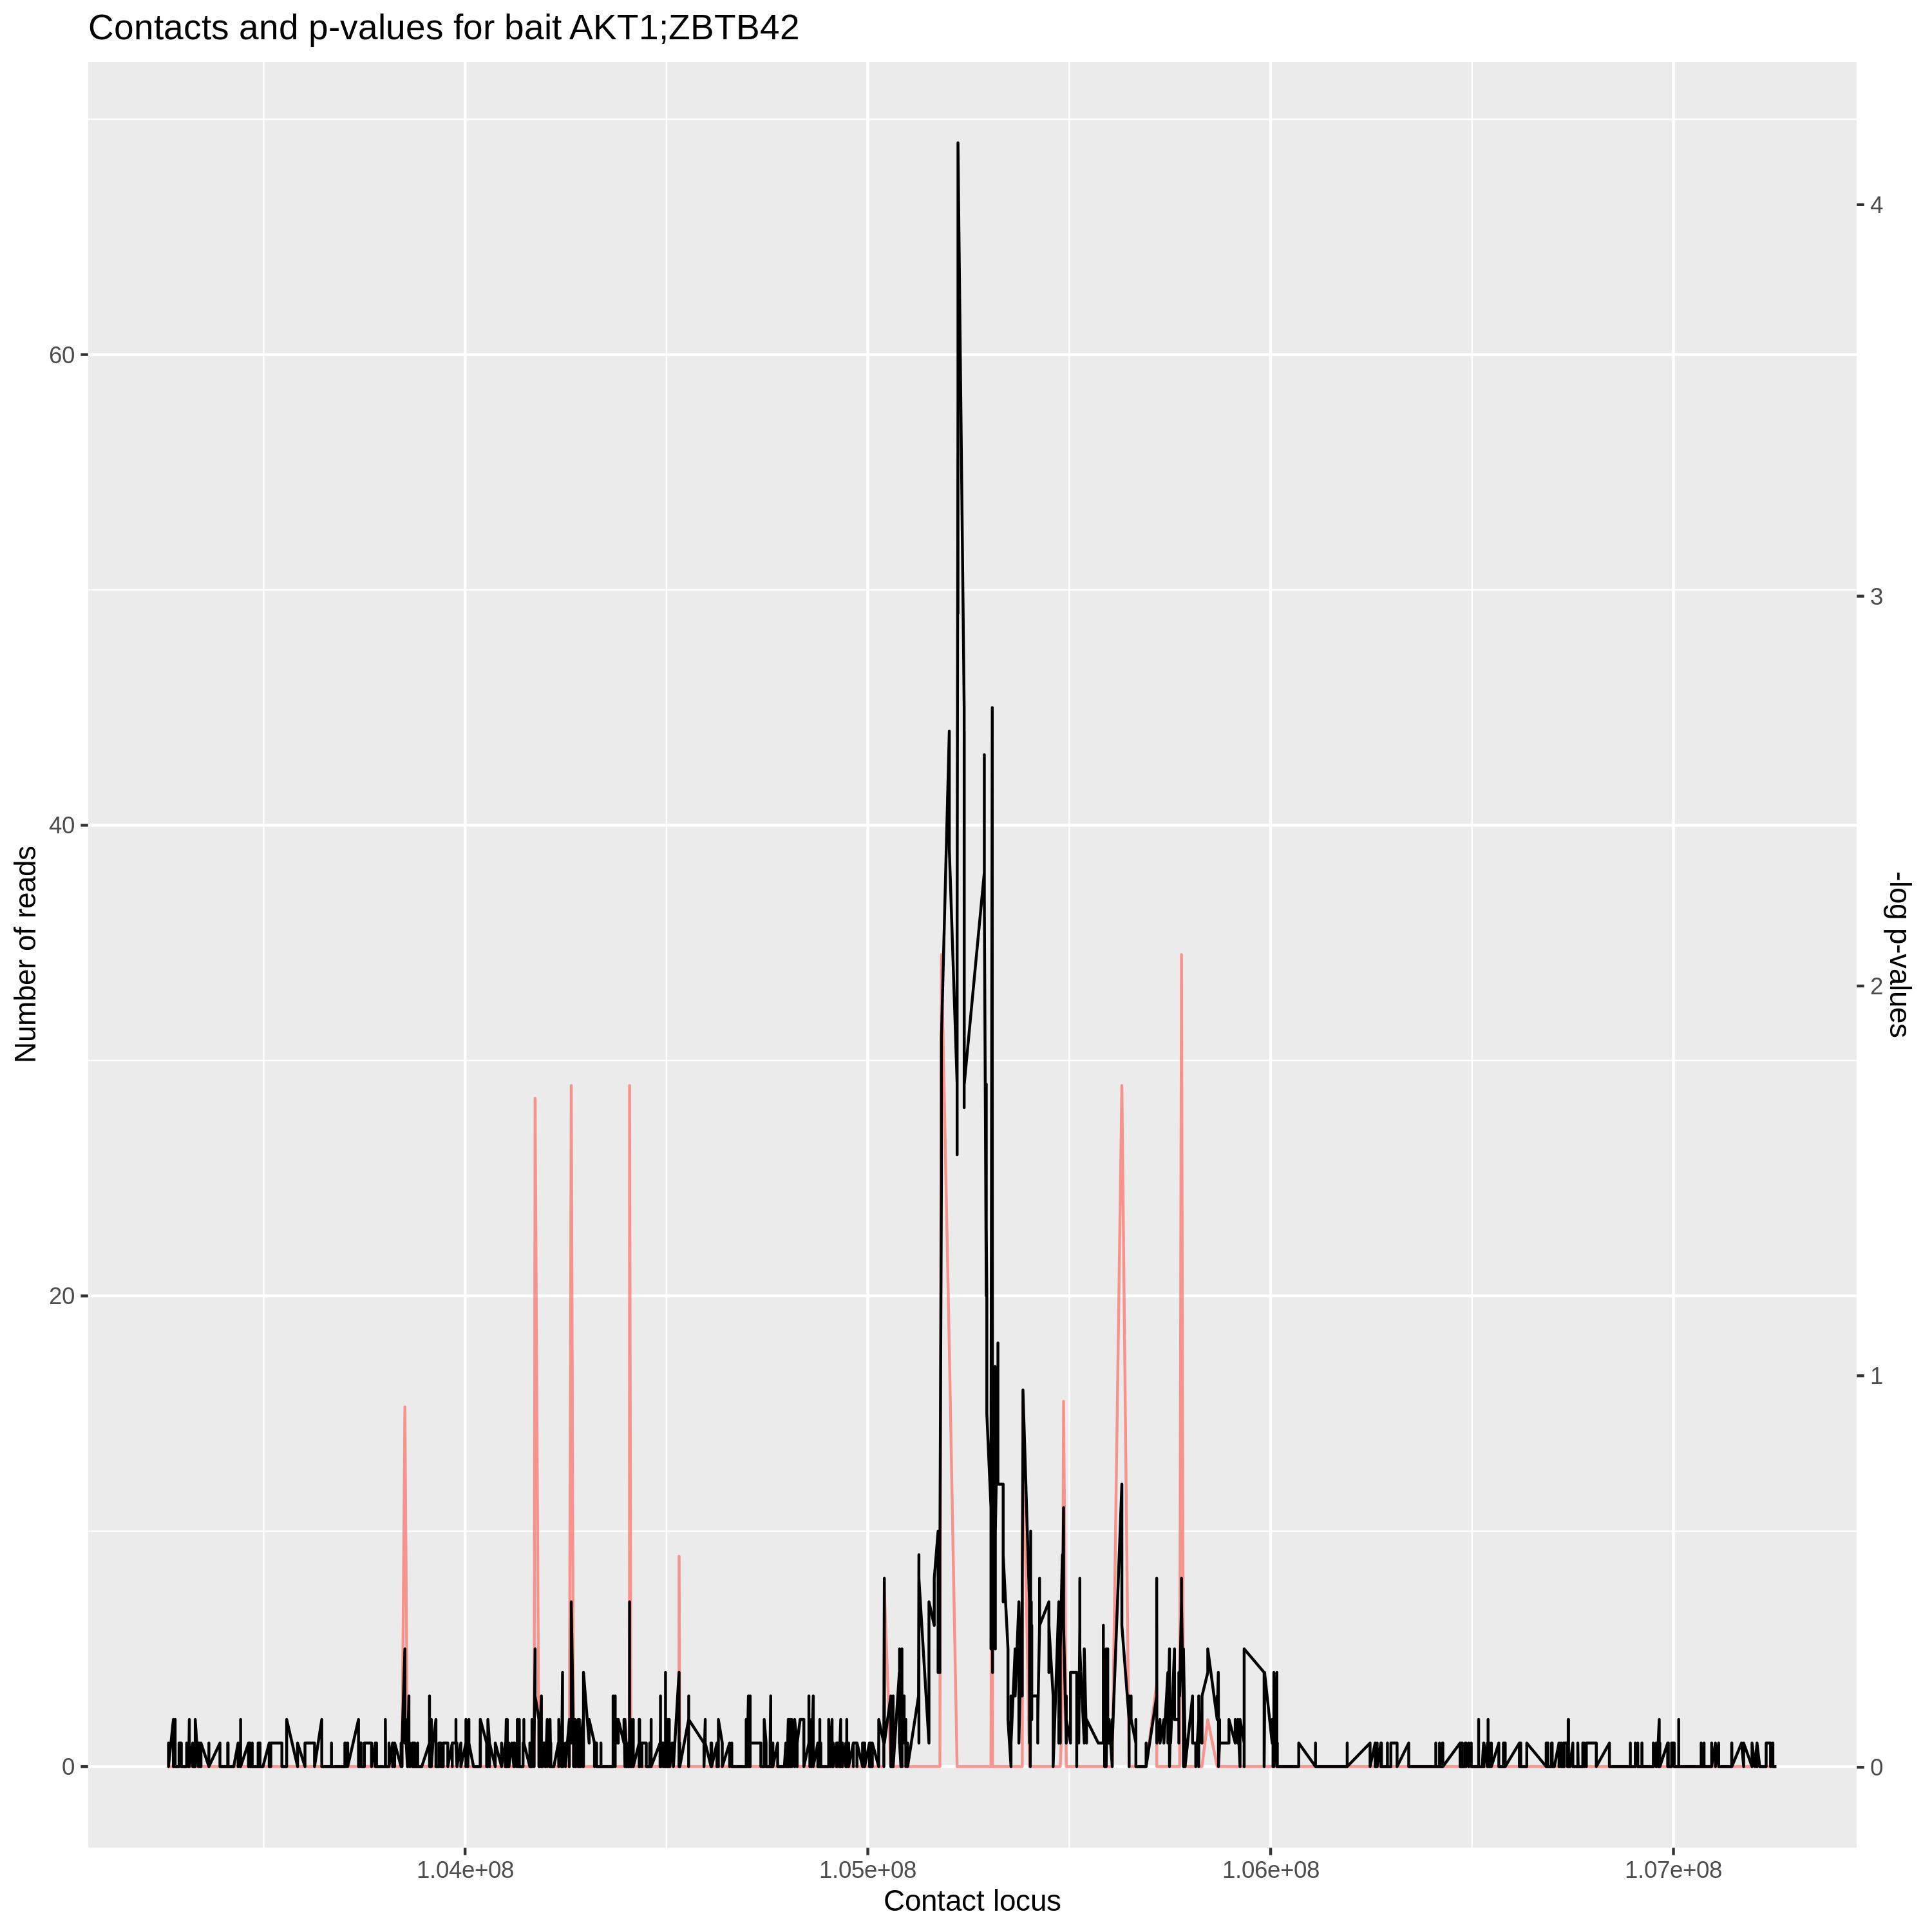 Contacts and p-values for bait AKT1;ZBTB42
Number of reads
60
40
20
0
4
3
2
1
0
-log p-values
1.04e+08
1.05e+08
1.06e+08
1.07e+08
Contact locus